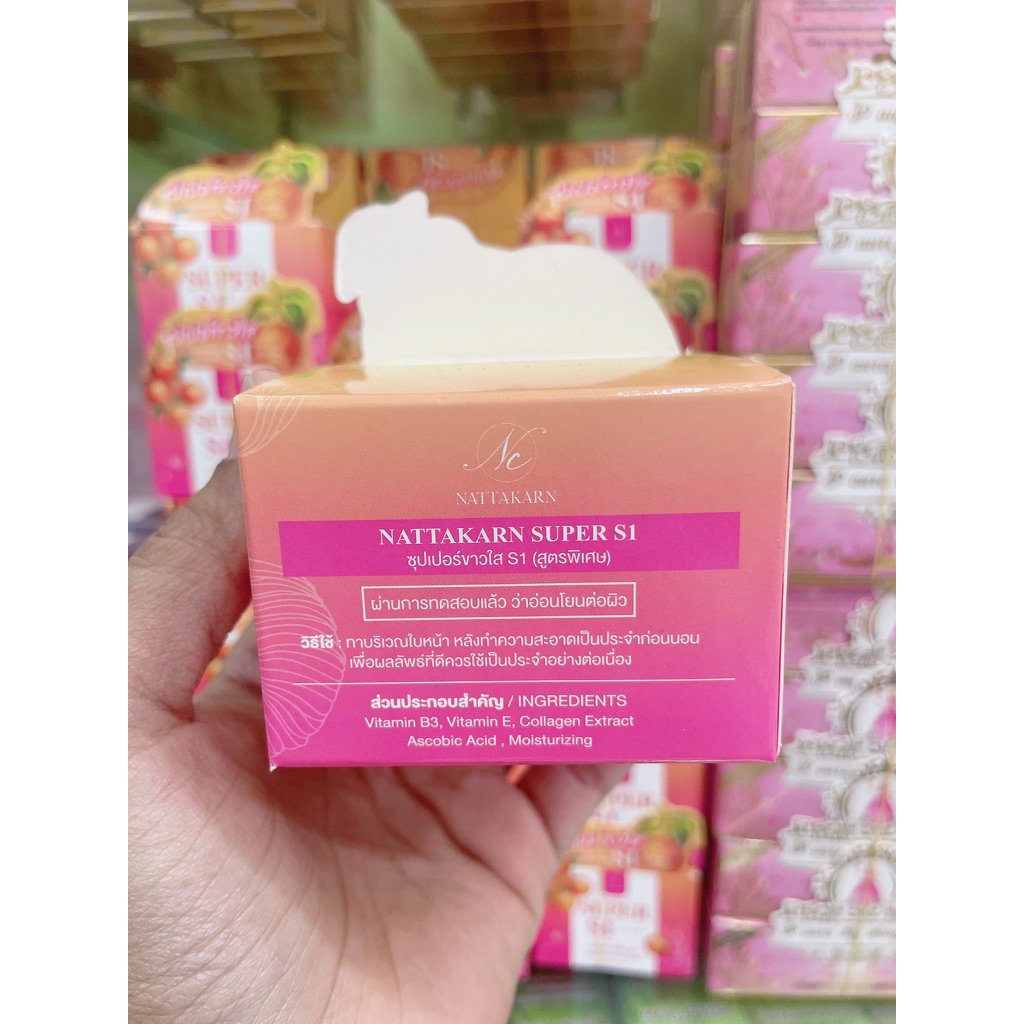 Nc
NATTAKARN
NATTAKARN SUPER S1
ซุปเปอร์ขาวใส S1 (สูตรพิเศษ)
ผ่านการทดสอบแล้ว ว่าอ่อนโยนต่อผิว
วิธีใช้ : ทาบริเวณใบหน้า หลังทำความสะอาดเป็นประจำก่อนนอน
เพื่อผลลัพธ์ที่ดีควรใช้เป็นประจำอย่างต่อเนื่อง
ส่วนประกอบสำคัญ / INGREDIENTS
Vitamin B3, Vitamin E, Collagen Extract
Ascobic Acid , Moisturizing
SUPER